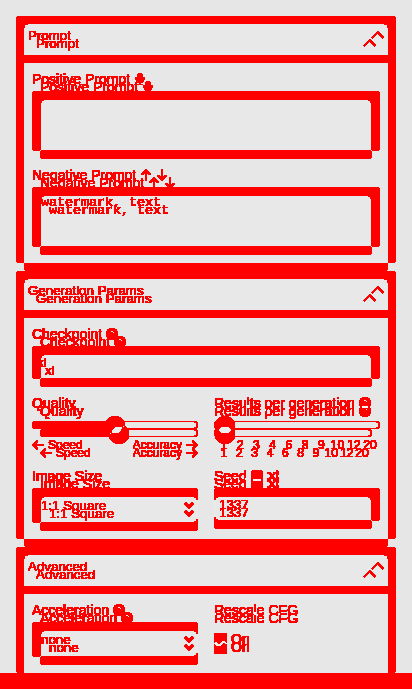 Prompt
Positive Prompt
Negative Prompt ↑ ↓
watermark, text
Generation Params
Checkpoint
xl
Quality
Results per generation
← Speed Accuracy →
1 2 3 4 6 8 9 10 12 20
Image Size
Seed
1:1 Square
1337
Advanced
Acceleration
Rescale CFG
none
On